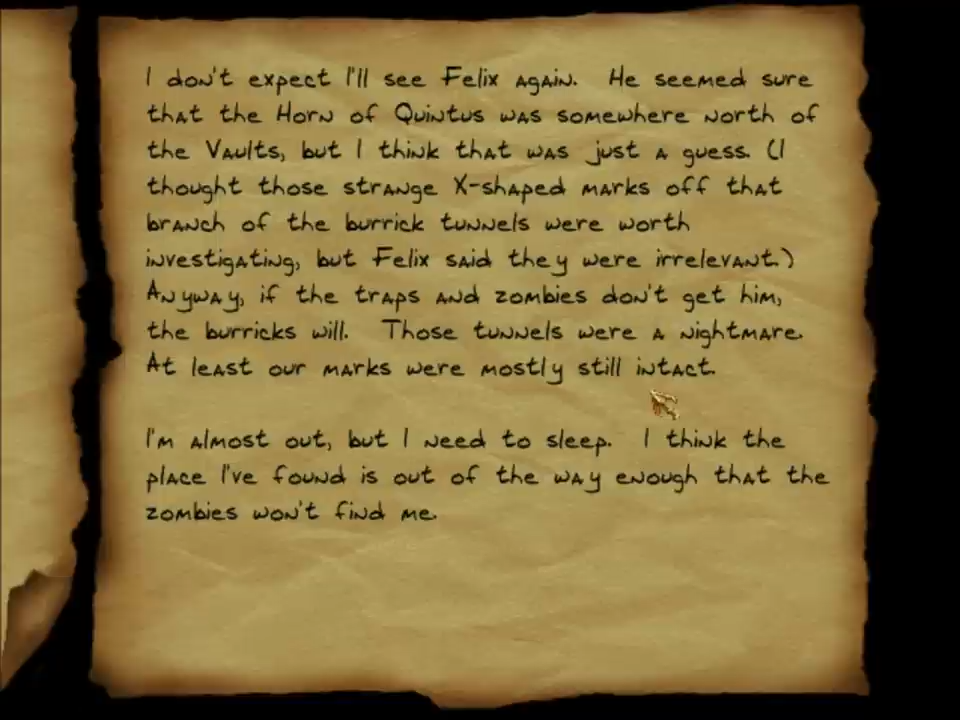 I don't expect I'll see Felix again. He seemed sure
that the Horn of Quintus was somewhere north of
the Vaults, but I think that was just a guess. (I
thought those strange X-shaped marks off that
branch of the burrick tunnels were worth
investigating, but Felix said they were irrelevant.)
Anyway, if the traps and zombies don't get him,
the burricks will. Those tunnels were a nightmare.
At least our marks were mostly still intact.
I'm almost out, but I need to sleep. I think the
place I've found is out of the way enough that the
zombies won't find me.